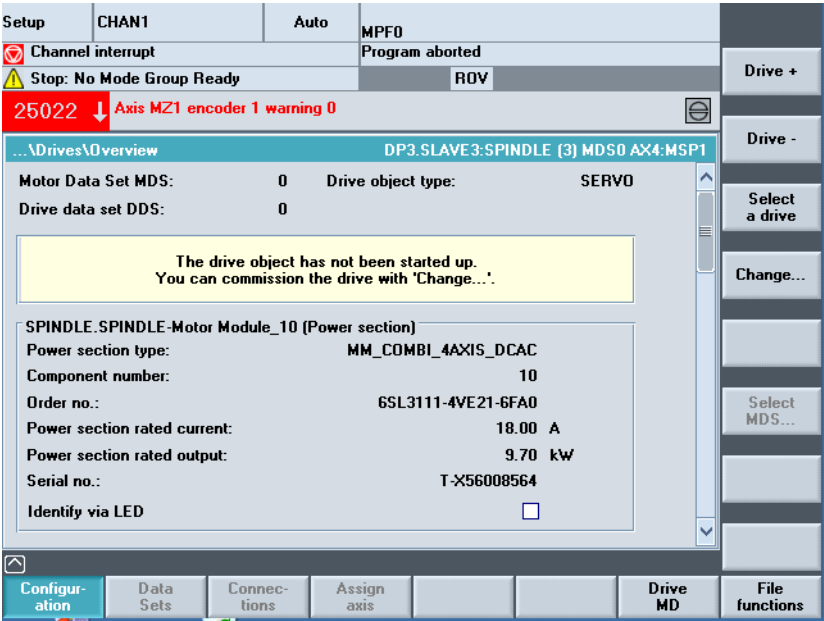 Setup CHAN1 Auto MPF0
Channel interrupt Program aborted
Stop: No Mode Group Ready ROV
25022 Axis MZ1 encoder 1 warning 0
...\Drives\Overview DP3.SLAVE3:SPINDLE (3) MDS0 AX4:MSP1
Motor Data Set MDS: 0 Drive object type: SERVO
Drive data set DDS: 0
The drive object has not been started up.
You can commission the drive with 'Change...'.
SPINDLE.SPINDLE-Motor Module_10 (Power section)
Power section type: MM_COMBI_4AXIS_DCAC
Component number: 10
Order no.: 6SL3111-4VE21-6FA0
Power section rated current: 18.00 A
Power section rated output: 9.70 kW
Serial no.: T-X56008564
Identify via LED
Drive +
Drive -
Select
a drive
Change...
Select
MDS...
Configur-
ation
Data
Sets
Connec-
tions
Assign
axis
Drive
MD
File
functions